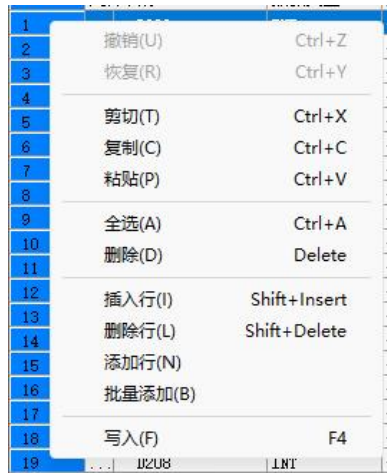 1
2
3
4
5
6
7
8
9
10
11
12
13
14
15
16
17
18
19 ... D208 INT
撤销(U) Ctrl+Z
恢复(R) Ctrl+Y
剪切(T) Ctrl+X
复制(C) Ctrl+C
粘贴(P) Ctrl+V
全选(A) Ctrl+A
删除(D) Delete
插入行(I) Shift+Insert
删除行(L) Shift+Delete
添加行(N)
批量添加(B)
写入(F) F4